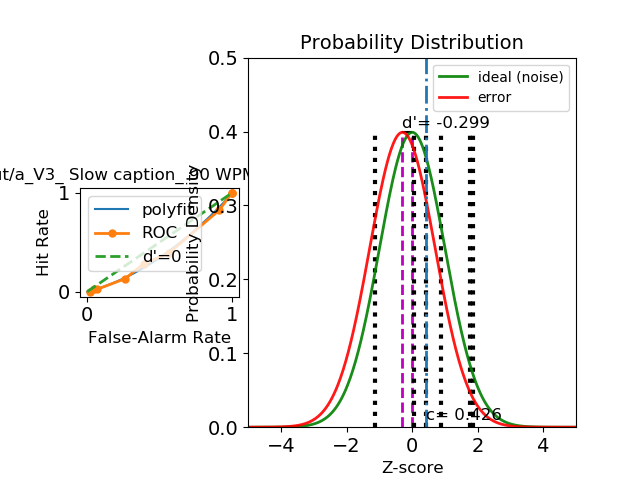 Probability Distribution
ut/a_V3_ Slow caption_ 90 WPM
Hit Rate
1
0
polyfit
ROC
d'=0
0
1
False-Alarm Rate
Probability Density
0.5
0.4
0.3
0.2
0.1
0.0
ideal (noise)
error
d'= -0.299
c= 0.426
−4
−2
0
2
4
Z-score